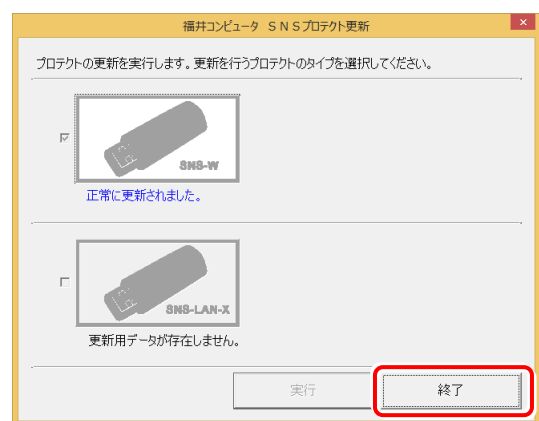 福井コンピュータ ＳＮＳプロテクト更新
プロテクトの更新を実行します。更新を行うプロテクトのタイプを選択してください。
SNS-W
正常に更新されました。
SNS-LAN-X
更新用データが存在しません。
実行
終了